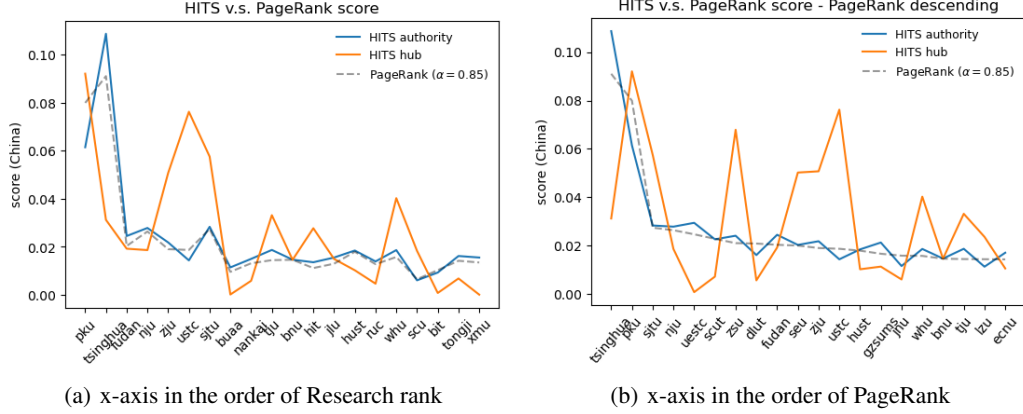 HITS v.s. PageRank score
HITS authority
HITS hub
PageRank (α = 0.85)
score (China)
0.10
0.08
0.06
0.04
0.02
0.00
pku
tsinghua
fudan
nju
zju
ustc
sjtu
buaa
nankai
tju
bnu
hit
jlu
hust
ruc
whu
scu
bit
tongji
xmu
(a) x-axis in the order of Research rank
HITS v.s. PageRank score - PageRank descending
HITS authority
HITS hub
PageRank (α = 0.85)
score (China)
0.10
0.08
0.06
0.04
0.02
0.00
tsinghua
pku
sjtu
nju
uestc
scut
zsu
dlut
fudan
seu
zju
ustc
hust
gzsums
jnu
whu
bnu
tju
lzu
ecnu
(b) x-axis in the order of PageRank